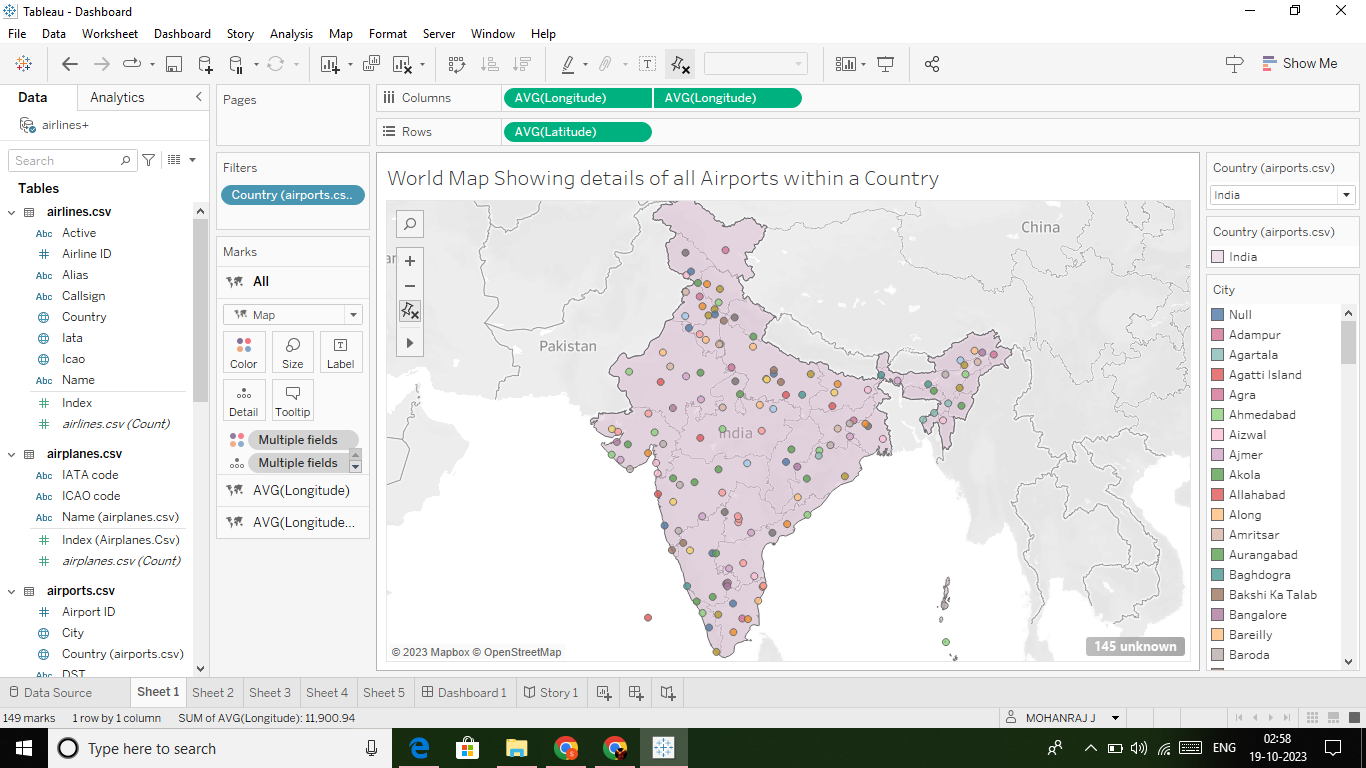 Tableau - Dashboard
File Data Worksheet Dashboard Story Analysis Map Format Server Window Help
Show Me
Data Analytics
airlines+
Search
Tables
airlines.csv
Abc Active
Airline ID
Abc Alias
Abc Callsign
Country
Iata
Icao
Abc Name
Index
airlines.csv (Count)
airplanes.csv
Abc IATA code
Abc ICAO code
Abc Name (airplanes.csv)
Index (Airplanes.Csv)
airplanes.csv (Count)
airports.csv
Airport ID
City
Country (airports.csv)
Abc DST
Pages
Filters
Country (airports.cs..
Marks
All
Map
Color Size Label
Detail Tooltip
Multiple fields
Multiple fields
AVG(Longitude)
AVG(Longitude...
Columns AVG(Longitude) AVG(Longitude)
Rows AVG(Latitude)
World Map Showing details of all Airports within a Country
China
Pakistan
India
© 2023 Mapbox © OpenStreetMap
145 unknown
Country (airports.csv)
India
Country (airports.csv)
India
City
Null
Adampur
Agartala
Agatti Island
Agra
Ahmedabad
Aizwal
Ajmer
Akola
Allahabad
Along
Amritsar
Aurangabad
Baghdogra
Bakshi Ka Talab
Bangalore
Bareilly
Baroda
Data Source Sheet 1 Sheet 2 Sheet 3 Sheet 4 Sheet 5 Dashboard 1 Story 1
149 marks 1 row by 1 column SUM of AVG(Longitude): 11,900.94 MOHANRAJ J
Type here to search
ENG
02:58
19-10-2023